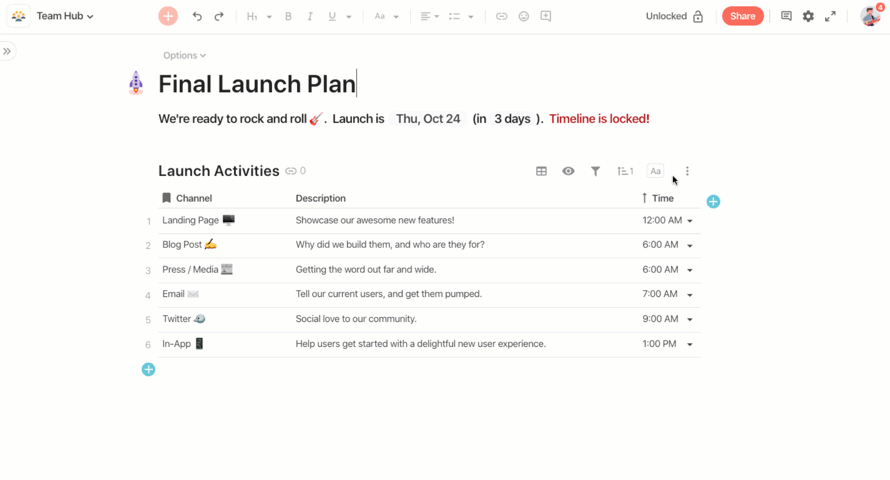 Team Hub
H₁
B I U
Aa
Unlocked
Share
4
Options
Final Launch Plan
We're ready to rock and roll 🎸. Launch is Thu, Oct 24 (in 3 days ). Timeline is locked!
Launch Activities 0
1
Aa
Channel Description ↑ Time
1 Landing Page 🖥️ Showcase our awesome new features! 12:00 AM
2 Blog Post ✍️ Why did we build them, and who are they for? 6:00 AM
3 Press / Media 📰 Getting the word out far and wide. 6:00 AM
4 Email ✉️ Tell our current users, and get them pumped. 7:00 AM
5 Twitter 🐦 Social love to our community. 9:00 AM
6 In-App 📱 Help users get started with a delightful new user experience. 1:00 PM